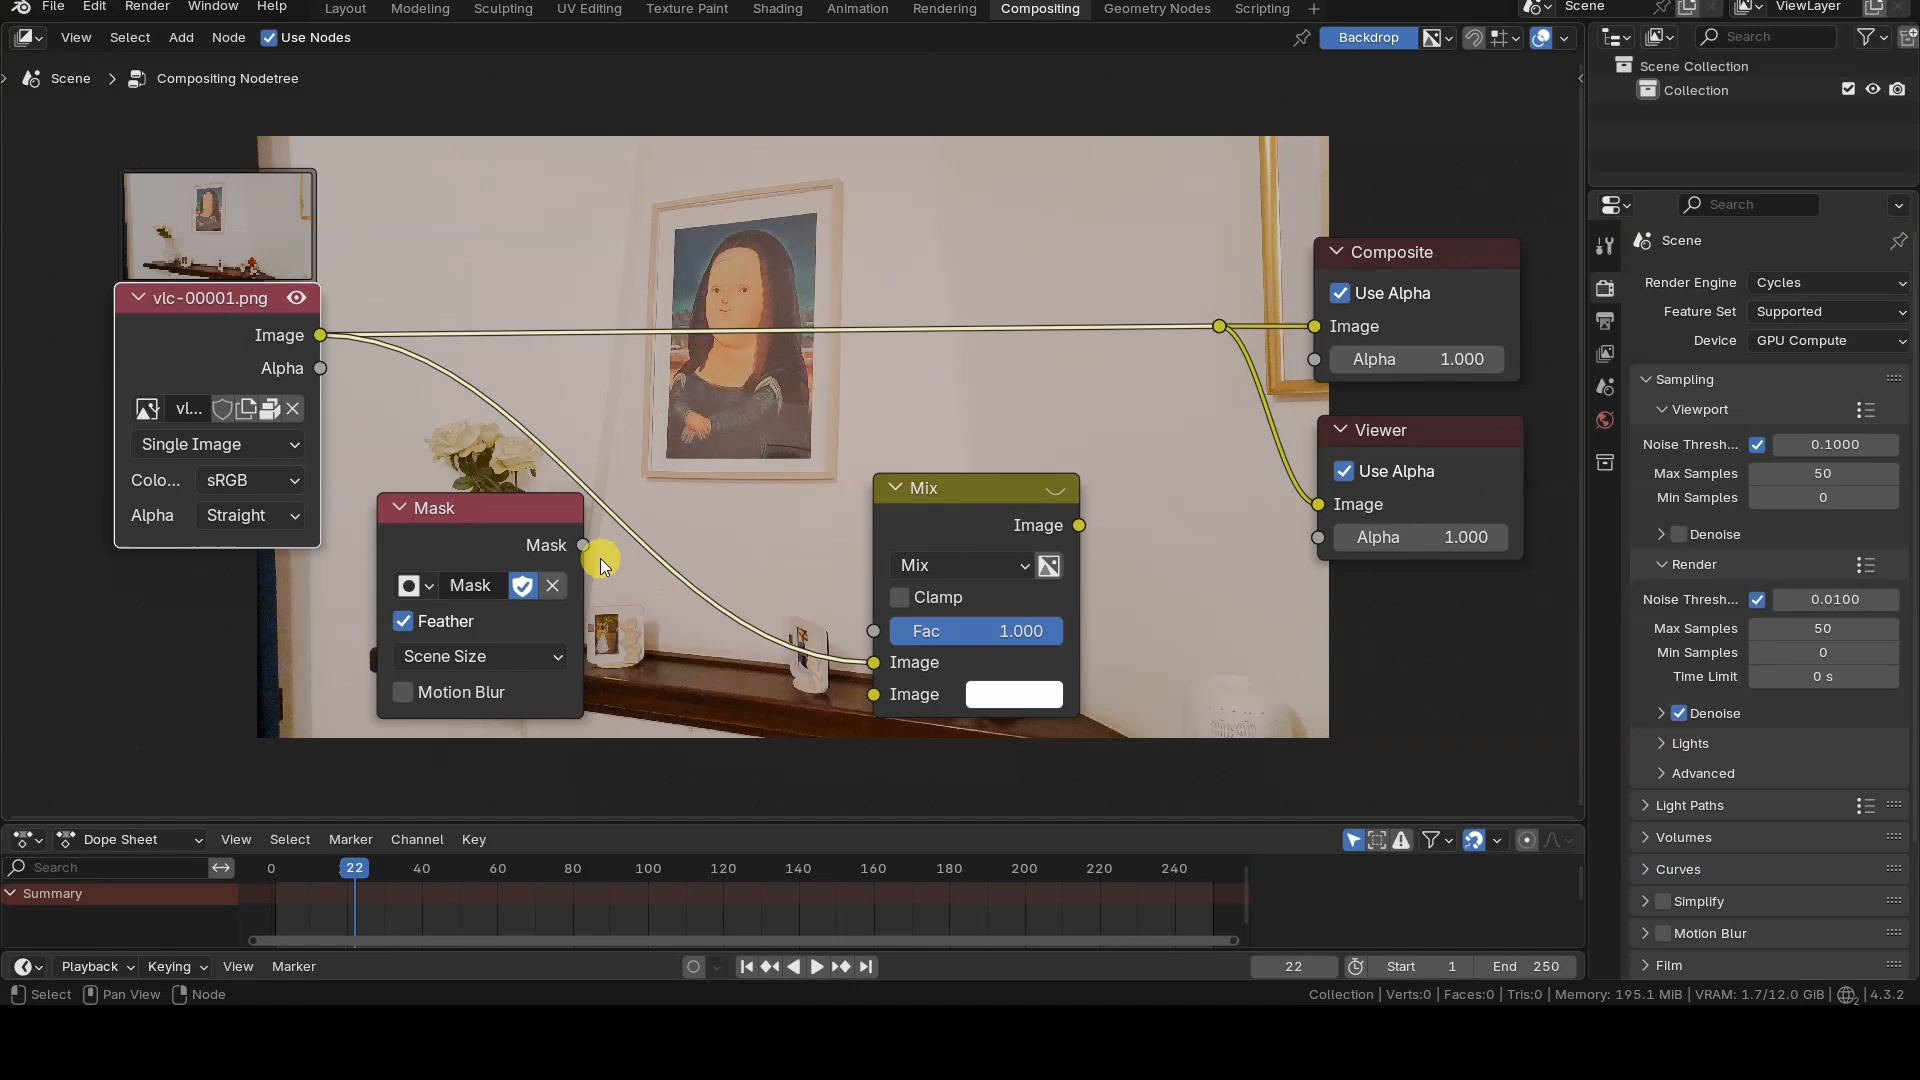 File Edit Render Window Help Layout Modeling Sculpting UV Editing Texture Paint Shading Animation Rendering Compositing Geometry Nodes Scripting + Scene ViewLayer
View Select Add Node Use Nodes Backdrop Search
Scene Compositing Nodetree
Scene Collection
Collection
vlc-00001.png
Image
Alpha
vl...
Single Image
Colo... sRGB
Alpha Straight
Mask
Mask
Mask
Feather
Scene Size
Motion Blur
Mix
Image
Mix
Clamp
Fac 1.000
Image
Image
Composite
Use Alpha
Image
Alpha 1.000
Viewer
Use Alpha
Image
Alpha 1.000
Search
Scene
Render Engine Cycles
Feature Set Supported
Device GPU Compute
Sampling
Viewport
Noise Thresh... 0.1000
Max Samples 50
Min Samples 0
Denoise
Render
Noise Thresh... 0.0100
Max Samples 50
Min Samples 0
Time Limit 0 s
Denoise
Lights
Advanced
Light Paths
Volumes
Curves
Simplify
Motion Blur
Film
Dope Sheet View Select Marker Channel Key
Search 0 22 40 60 80 100 120 140 160 180 200 220 240
Summary
Playback Keying View Marker 22 Start 1 End 250
Select Pan View Node Collection | Verts:0 | Faces:0 | Tris:0 | Memory: 195.1 MiB | VRAM: 1.7/12.0 GiB | 2 | 4.3.2